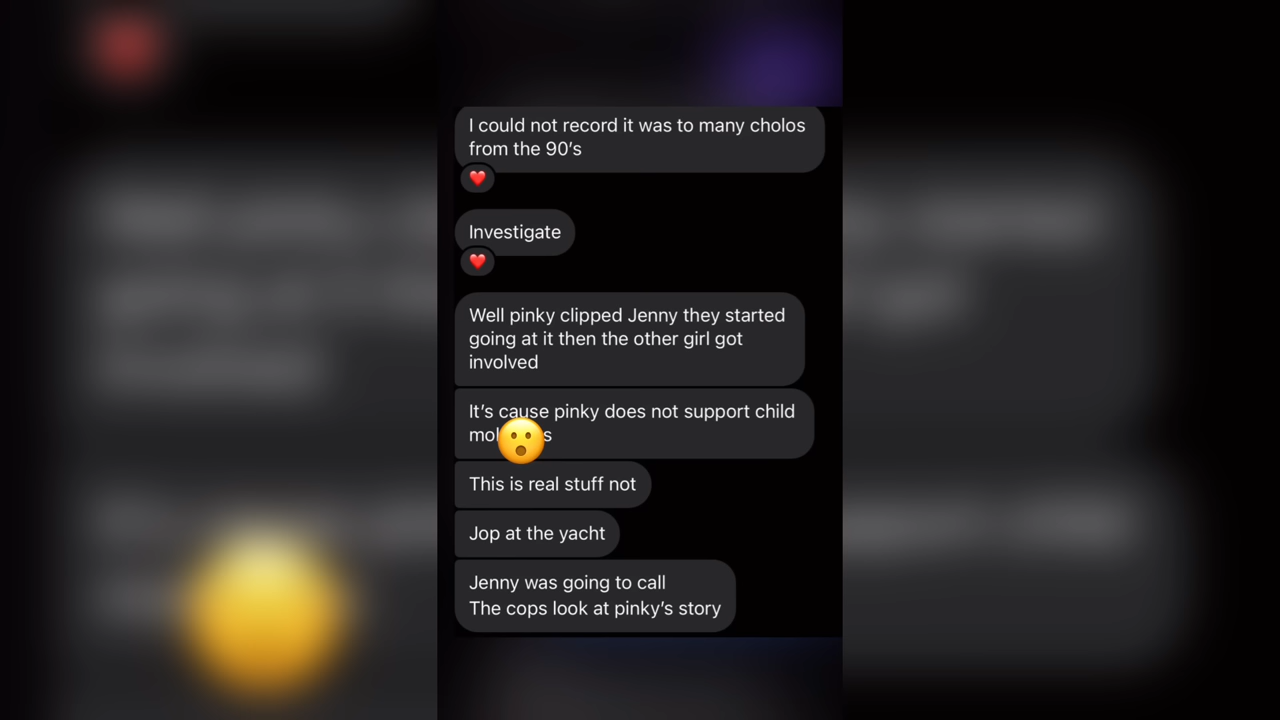 I could not record it was to many cholos
from the 90's
Investigate
Well pinky clipped Jenny they started
going at it then the other girl got
involved
It's cause pinky does not support child
This is real stuff not
Jop at the yacht
Jenny was going to call
The cops look at pinky's story